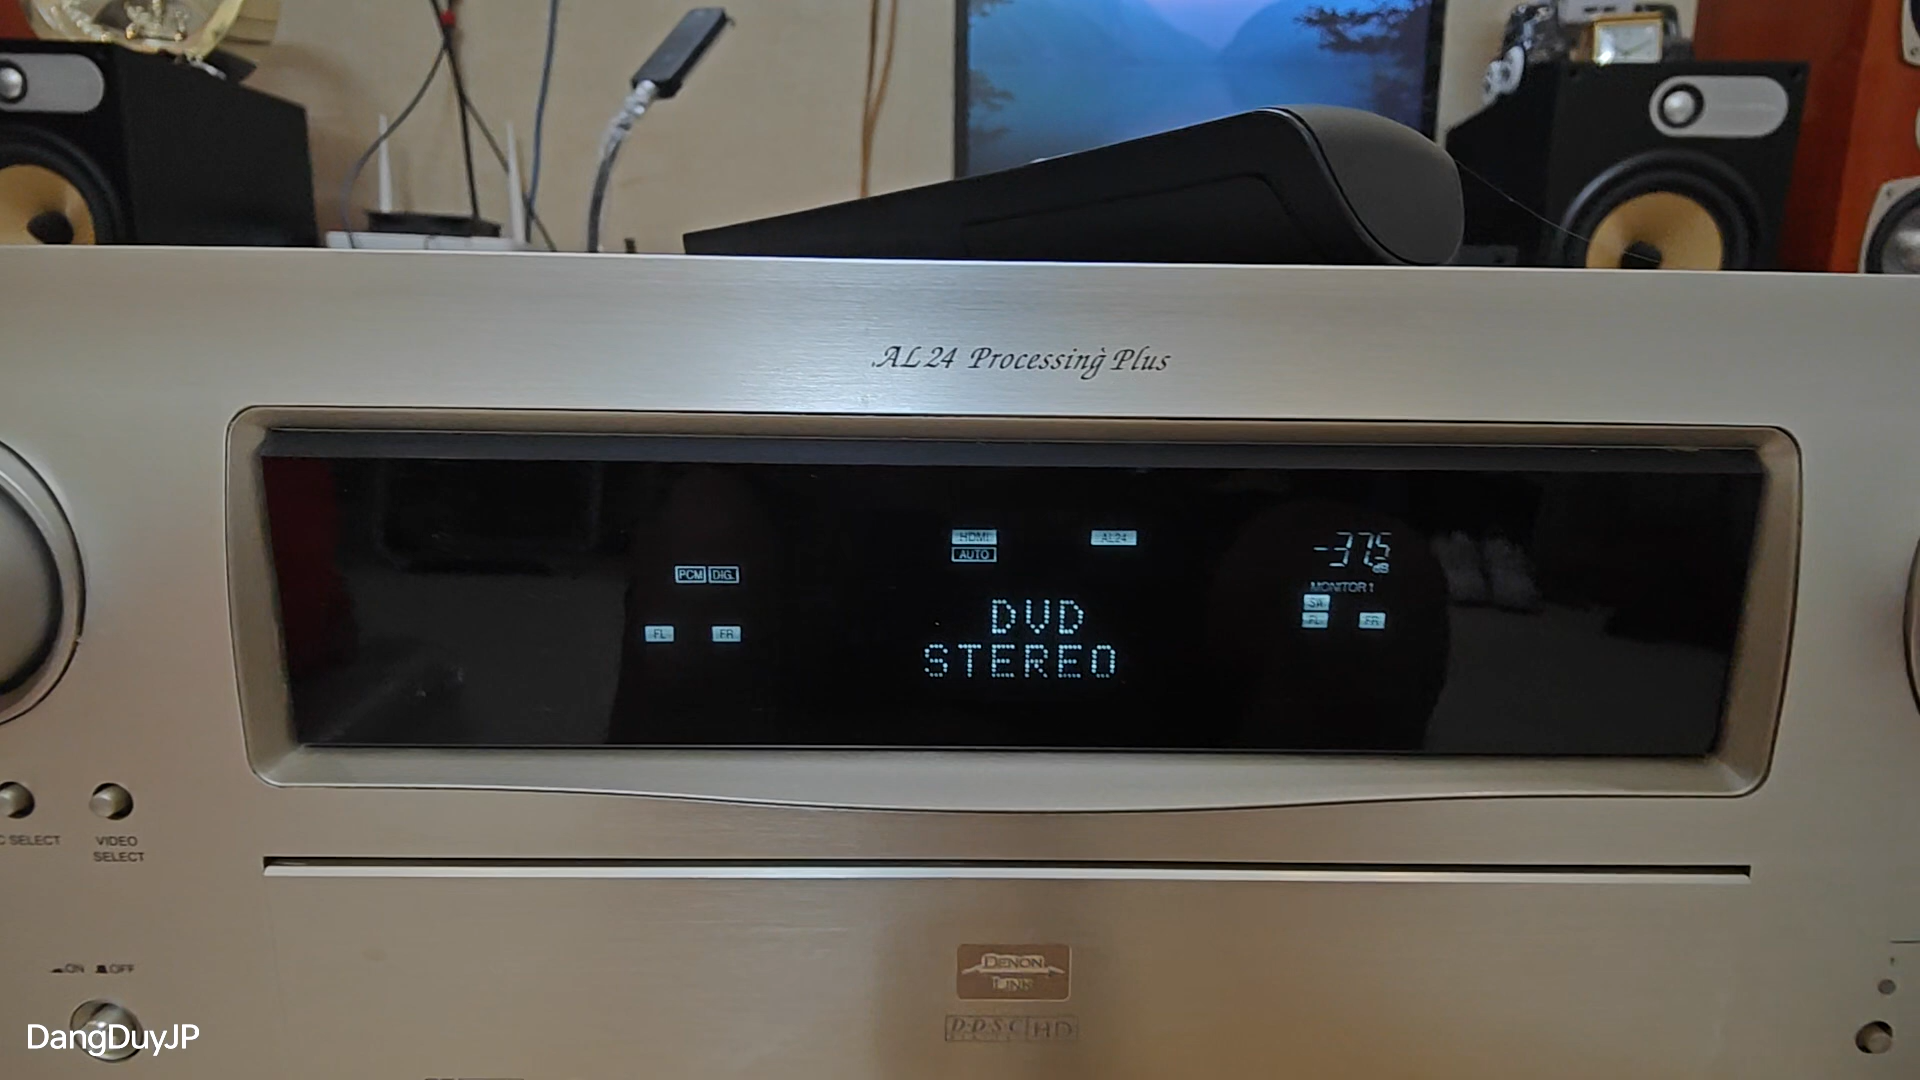 AL24 Processing Plus
HDMI
AL24
AUTO
-37.5
dB
PCM DIG.
MONITOR 1
DVD
SW
FL FR
FL FR
STEREO
C SELECT
VIDEO
SELECT
DENON
LINK
ON OFF
D.D.S.C HD
DangDuyJP